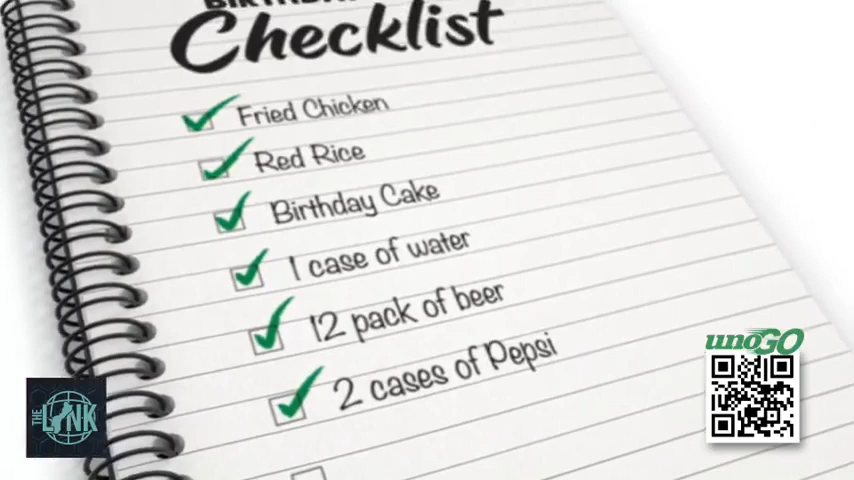 Checklist
Fried Chicken
Red Rice
Birthday Cake
1 case of water
12 pack of beer
2 cases of Pepsi
unoGO
THE
LINK